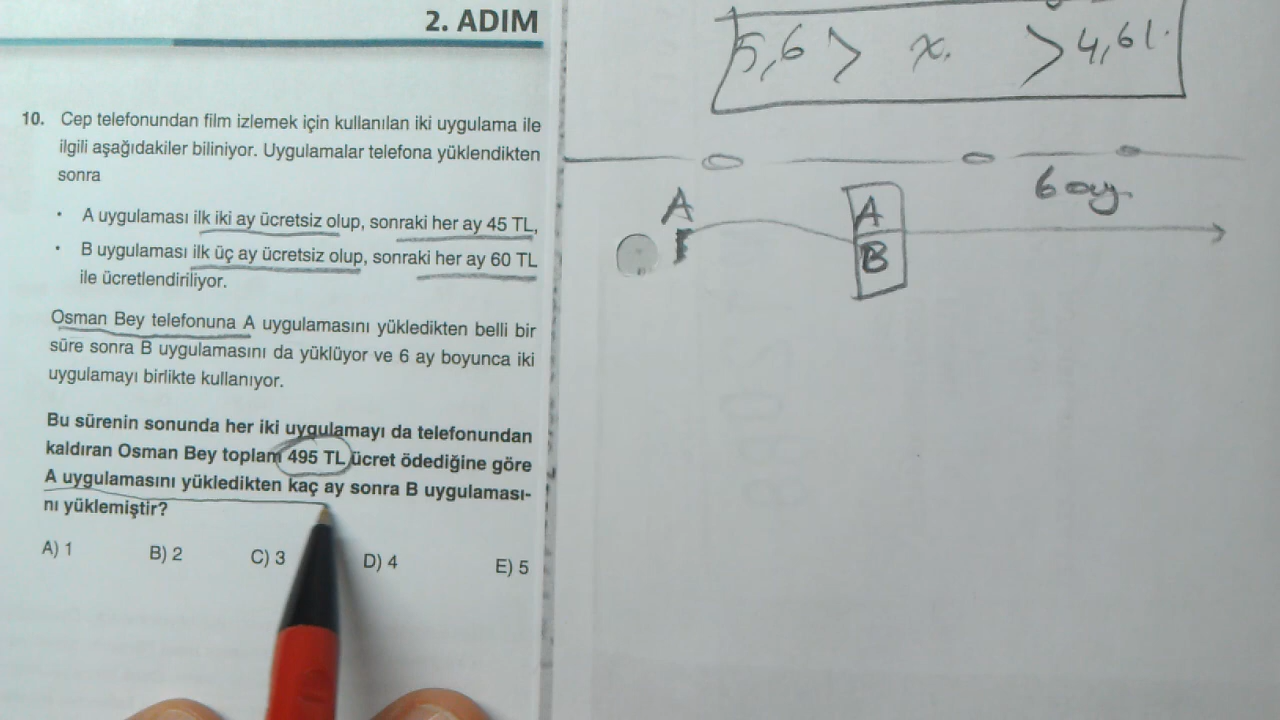 2. ADIM
10. Cep telefonundan film izlemek için kullanılan iki uygulama ile
ilgili aşağıdakiler biliniyor. Uygulamalar telefona yüklendikten
sonra
• A uygulaması ilk iki ay ücretsiz olup, sonraki her ay 45 TL,
• B uygulaması ilk üç ay ücretsiz olup, sonraki her ay 60 TL
ile ücretlendiriliyor.
Osman Bey telefonuna A uygulamasını yükledikten belli bir
süre sonra B uygulamasını da yüklüyor ve 6 ay boyunca iki
uygulamayı birlikte kullanıyor.
Bu sürenin sonunda her iki uygulamayı da telefonundan
kaldıran Osman Bey toplam 495 TL ücret ödediğine göre
A uygulamasını yükledikten kaç ay sonra B uygulaması-
nı yüklemiştir?
A) 1 B) 2 C) 3 D) 4 E) 5
5,6 > x. > 4,61.
6 ay.
A A
B